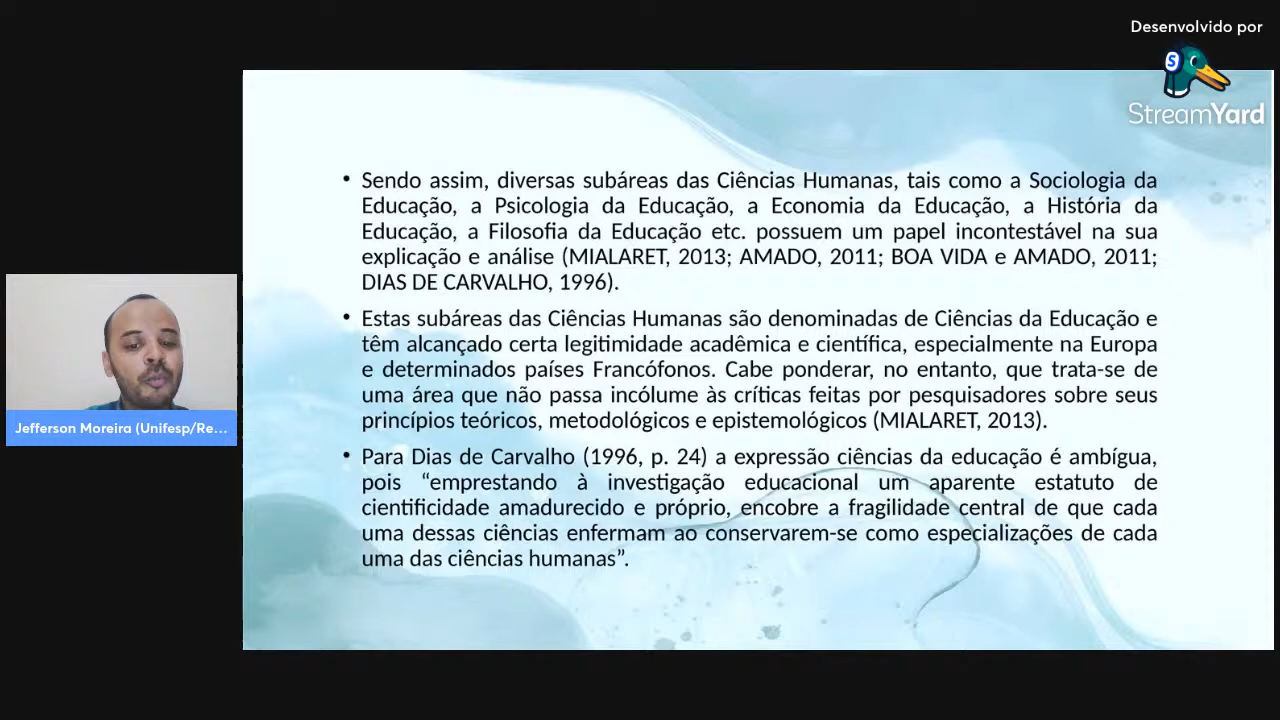 Desenvolvido por
S
StreamYard
• Sendo assim, diversas subáreas das Ciências Humanas, tais como a Sociologia da
Educação, a Psicologia da Educação, a Economia da Educação, a História da
Educação, a Filosofia da Educação etc. possuem um papel incontestável na sua
explicação e análise (MIALARET, 2013; AMADO, 2011; BOA VIDA e AMADO, 2011;
DIAS DE CARVALHO, 1996).
• Estas subáreas das Ciências Humanas são denominadas de Ciências da Educação e
têm alcançado certa legitimidade acadêmica e científica, especialmente na Europa
e determinados países Francófonos. Cabe ponderar, no entanto, que trata-se de
uma área que não passa incólume às críticas feitas por pesquisadores sobre seus
princípios teóricos, metodológicos e epistemológicos (MIALARET, 2013).
• Para Dias de Carvalho (1996, p. 24) a expressão ciências da educação é ambígua,
pois “emprestando à investigação educacional um aparente estatuto de
cientificidade amadurecido e próprio, encobre a fragilidade central de que cada
uma dessas ciências enfermam ao conservarem-se como especializações de cada
uma das ciências humanas”.
Jefferson Moreira (Unifesp/Re...